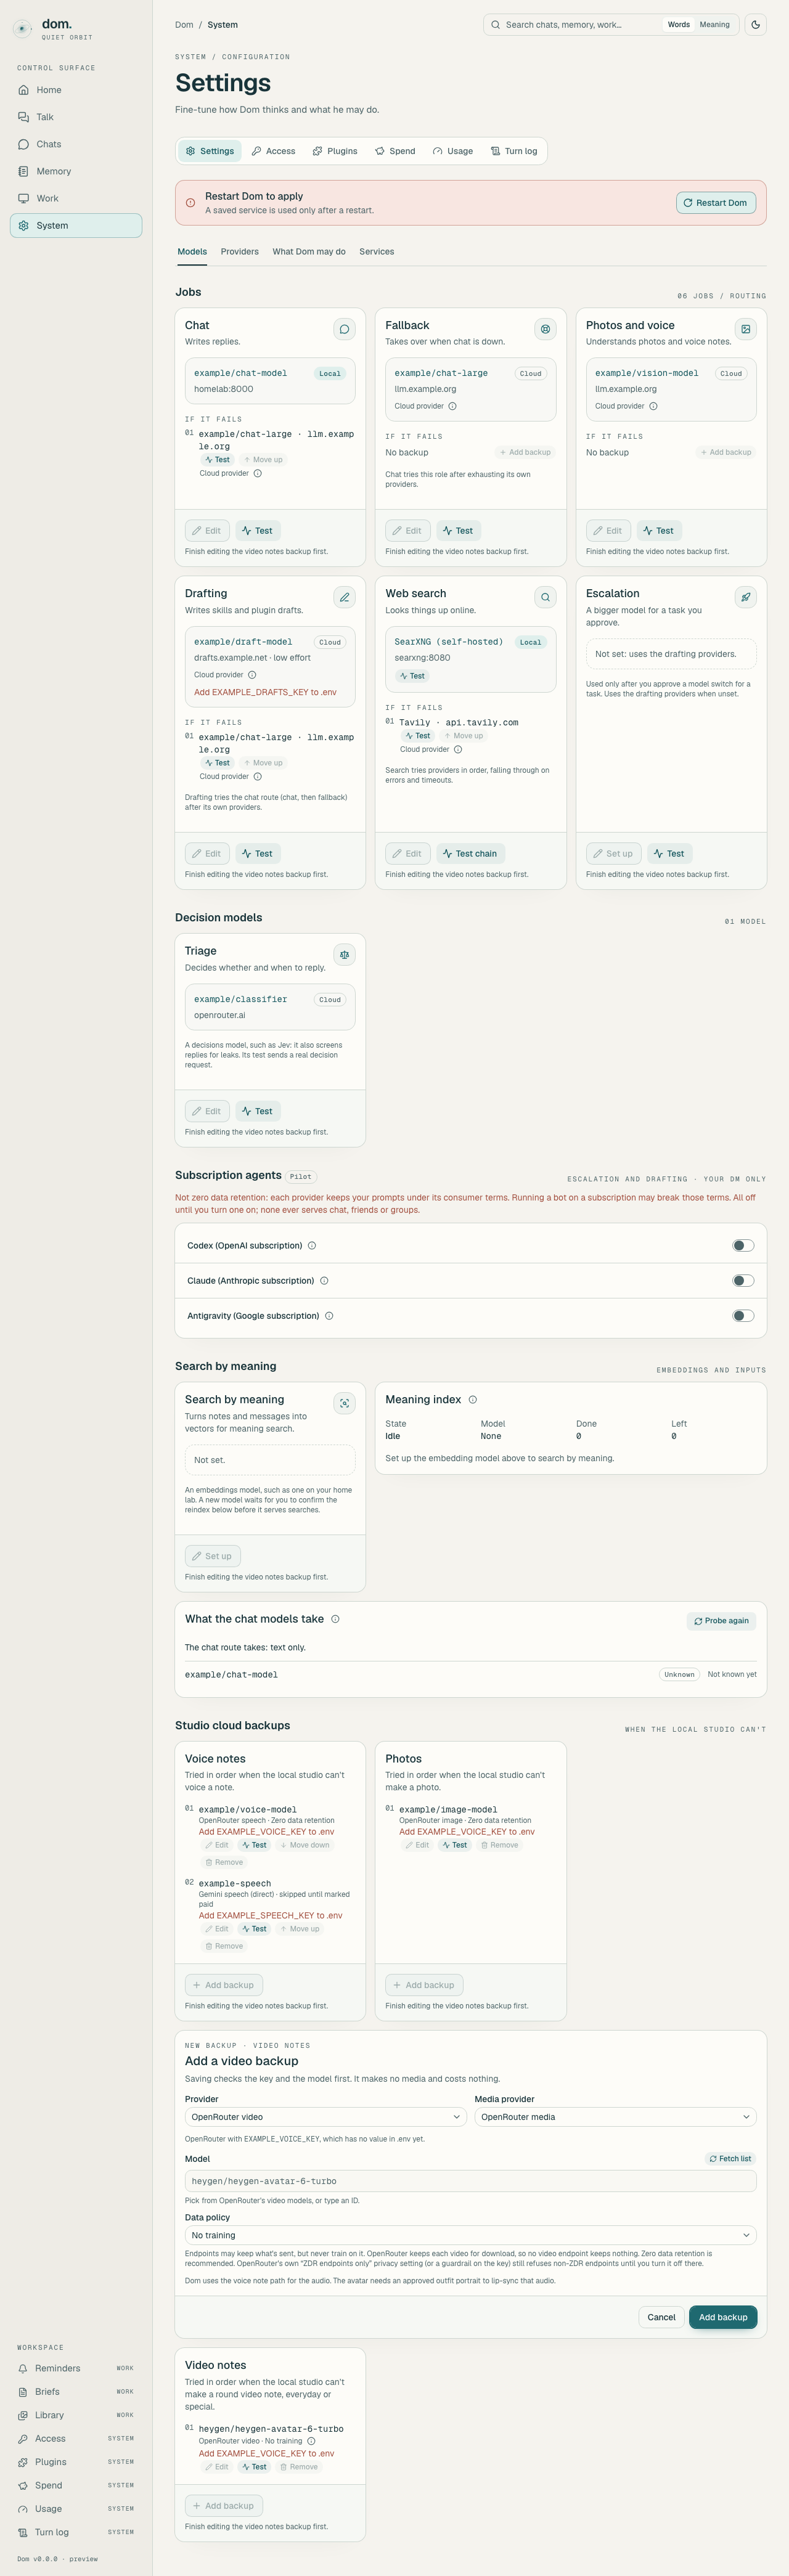 dom.
QUIET ORBIT
CONTROL SURFACE
Home
Talk
Chats
Memory
Work
System
Dom / System
Search chats, memory, work...
Words Meaning
SYSTEM / CONFIGURATION
Settings
Fine-tune how Dom thinks and what he may do.
Settings Access Plugins Spend Usage Turn log
Restart Dom to apply
A saved service is used only after a restart.
Restart Dom
Models Providers What Dom may do Services
Jobs
06 JOBS / ROUTING
Chat
Writes replies.
example/chat-model Local
homelab:8000
IF IT FAILS
01 example/chat-large · llm.examp
le.org
Test Move up
Cloud provider
Edit Test
Finish editing the video notes backup first.
Fallback
Takes over when chat is down.
example/chat-large Cloud
llm.example.org
Cloud provider
IF IT FAILS
No backup Add backup
Chat tries this role after exhausting its own
providers.
Edit Test
Finish editing the video notes backup first.
Photos and voice
Understands photos and voice notes.
example/vision-model Cloud
llm.example.org
Cloud provider
IF IT FAILS
No backup Add backup
Edit Test
Finish editing the video notes backup first.
Drafting
Writes skills and plugin drafts.
example/draft-model Cloud
drafts.example.net · low effort
Cloud provider
Add EXAMPLE_DRAFTS_KEY to .env
IF IT FAILS
01 example/chat-large · llm.examp
le.org
Test Move up
Cloud provider
Drafting tries the chat route (chat, then fallback)
after its own providers.
Edit Test
Finish editing the video notes backup first.
Web search
Looks things up online.
SearXNG (self-hosted) Local
searxng:8080
Test
IF IT FAILS
01 Tavily · api.tavily.com
Test Move up
Cloud provider
Search tries providers in order, falling through on
errors and timeouts.
Edit Test chain
Finish editing the video notes backup first.
Escalation
A bigger model for a task you
approve.
Not set: uses the drafting providers.
Used only after you approve a model switch for a
task. Uses the drafting providers when unset.
Set up Test
Finish editing the video notes backup first.
Decision models
01 MODEL
Triage
Decides whether and when to reply.
example/classifier Cloud
openrouter.ai
A decisions model, such as Jev: it also screens
replies for leaks. Its test sends a real decision
request.
Edit Test
Finish editing the video notes backup first.
Subscription agents Pilot
ESCALATION AND DRAFTING · YOUR DM ONLY
Not zero data retention: each provider keeps your prompts under its consumer terms. Running a bot on a subscription may break those terms. All off
until you turn one on; none ever serves chat, friends or groups.
Codex (OpenAI subscription)
Claude (Anthropic subscription)
Antigravity (Google subscription)
Search by meaning
EMBEDDINGS AND INPUTS
Search by meaning
Turns notes and messages into
vectors for meaning search.
Not set.
An embeddings model, such as one on your home
lab. A new model waits for you to confirm the
reindex below before it serves searches.
Set up
Finish editing the video notes backup first.
Meaning index
State Model Done Left
Idle None 0 0
Set up the embedding model above to search by meaning.
What the chat models take
Probe again
The chat route takes: text only.
example/chat-model Unknown Not known yet
Studio cloud backups
WHEN THE LOCAL STUDIO CAN'T
Voice notes
Tried in order when the local studio can't
voice a note.
01 example/voice-model
OpenRouter speech · Zero data retention
Add EXAMPLE_VOICE_KEY to .env
Edit Test Move down
Remove
02 example-speech
Gemini speech (direct) · skipped until marked
paid
Add EXAMPLE_SPEECH_KEY to .env
Edit Test Move up
Remove
Add backup
Finish editing the video notes backup first.
Photos
Tried in order when the local studio can't
make a photo.
01 example/image-model
OpenRouter image · Zero data retention
Add EXAMPLE_VOICE_KEY to .env
Edit Test Remove
Add backup
Finish editing the video notes backup first.
NEW BACKUP · VIDEO NOTES
Add a video backup
Saving checks the key and the model first. It makes no media and costs nothing.
Provider
OpenRouter video
Media provider
OpenRouter media
OpenRouter with EXAMPLE_VOICE_KEY, which has no value in .env yet.
Model
Fetch list
heygen/heygen-avatar-6-turbo
Pick from OpenRouter's video models, or type an ID.
Data policy
No training
Endpoints may keep what's sent, but never train on it. OpenRouter keeps each video for download, so no video endpoint keeps nothing. Zero data retention is
recommended. OpenRouter's own "ZDR endpoints only" privacy setting (or a guardrail on the key) still refuses non-ZDR endpoints until you turn it off there.
Dom uses the voice note path for the audio. The avatar needs an approved outfit portrait to lip-sync that audio.
Cancel Add backup
Video notes
Tried in order when the local studio can't
make a round video note, everyday or
special.
01 heygen/heygen-avatar-6-turbo
OpenRouter video · No training
Add EXAMPLE_VOICE_KEY to .env
Edit Test Remove
Add backup
Finish editing the video notes backup first.
WORKSPACE
Reminders WORK
Briefs WORK
Library WORK
Access SYSTEM
Plugins SYSTEM
Spend SYSTEM
Usage SYSTEM
Turn log SYSTEM
Dom v0.0.0 · preview